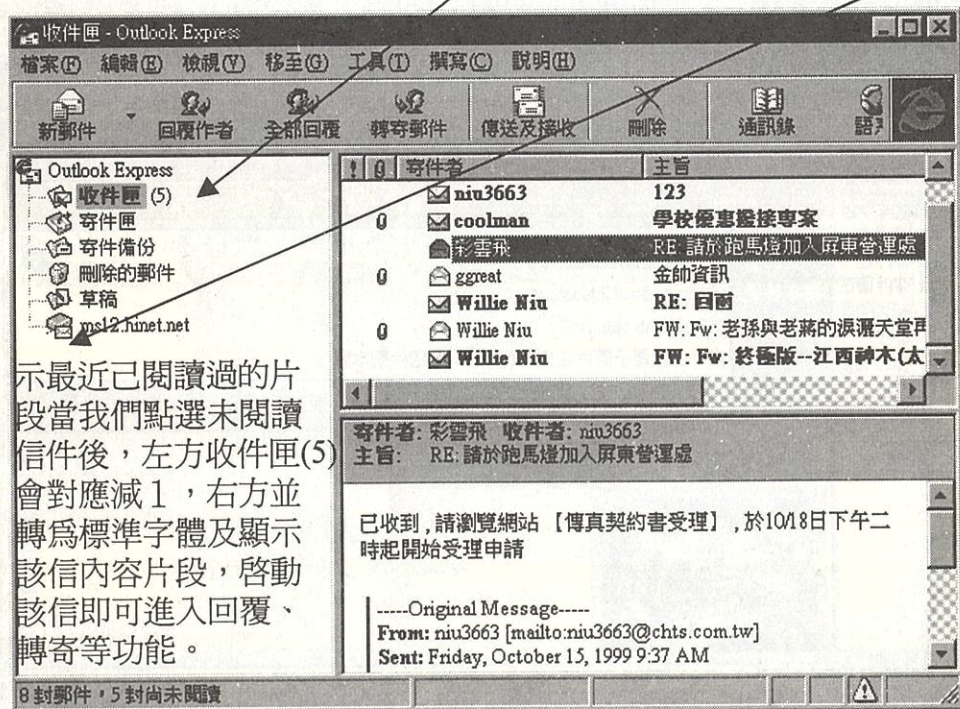 收件匣 - Outlook Express
檔案(F) 編輯(E) 檢視(V) 移至(G) 工具(T) 撰寫(C) 說明(H)
新郵件 回覆作者 全部回覆 轉寄郵件 傳送及接收 刪除 通訊錄
Outlook Express
收件匣 (5)
寄件匣
寄件備份
刪除的郵件
草稿
ms12.hinet.net
示最近已閱讀過的片
段當我們點選未閱讀
信件後，左方收件匣(5)
會對應減1，右方並
轉為標準字體及顯示
該信內容片段，啓動
該信即可進入回覆、
轉寄等功能。
! 寄件者 主旨
niu3663 123
coolman 學校優惠撥接專案
彩雲飛 RE: 請於跑馬燈加入屏東營運處
ggreat 金帥資訊
Willie Niu RE:
Willie Niu FW: Fw: 老孫與老蔣的淚灑天堂再
Willie Niu FW: Fw: 終極版--江西神木(太
寄件者: 彩雲飛 收件者: niu3663
主旨: RE: 請於跑馬燈加入屏東營運處
已收到 , 請瀏覽網站 【傳真契約書受理】 , 於10/18日下午二
時起開始受理申請
-----Original Message-----
From: niu3663 [mailto:niu3663@chts.com.tw]
Sent: Friday, October 15, 1999 9:37 AM
8 封郵件，5 封尚未閱讀